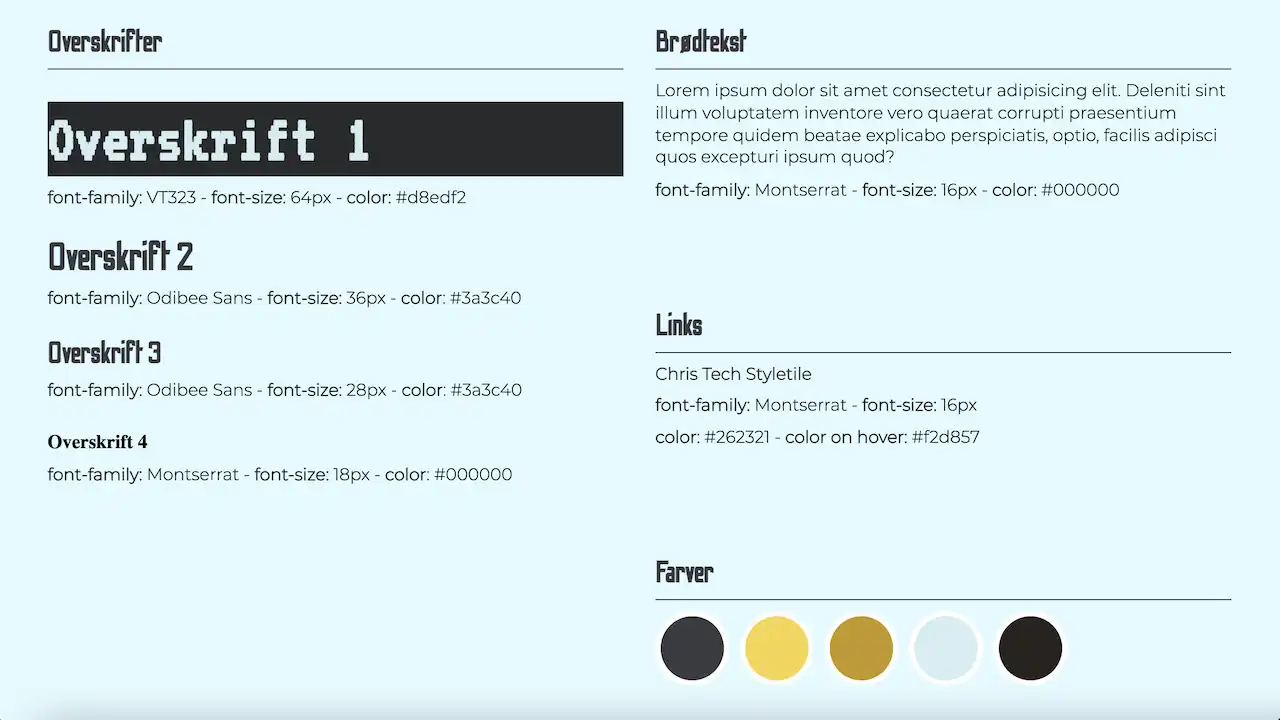 Overskrifter
Overskrift 1
font-family: VT323 - font-size: 64px - color: #d8edf2
Overskrift 2
font-family: Odibee Sans - font-size: 36px - color: #3a3c40
Overskrift 3
font-family: Odibee Sans - font-size: 28px - color: #3a3c40
Overskrift 4
font-family: Montserrat - font-size: 18px - color: #000000
Brødtekst
Lorem ipsum dolor sit amet consectetur adipisicing elit. Deleniti sint
illum voluptatem inventore vero quaerat corrupti praesentium
tempore quidem beatae explicabo perspiciatis, optio, facilis adipisci
quos excepturi ipsum quod?
font-family: Montserrat - font-size: 16px - color: #000000
Links
Chris Tech Styletile
font-family: Montserrat - font-size: 16px
color: #262321 - color on hover: #f2d857
Farver